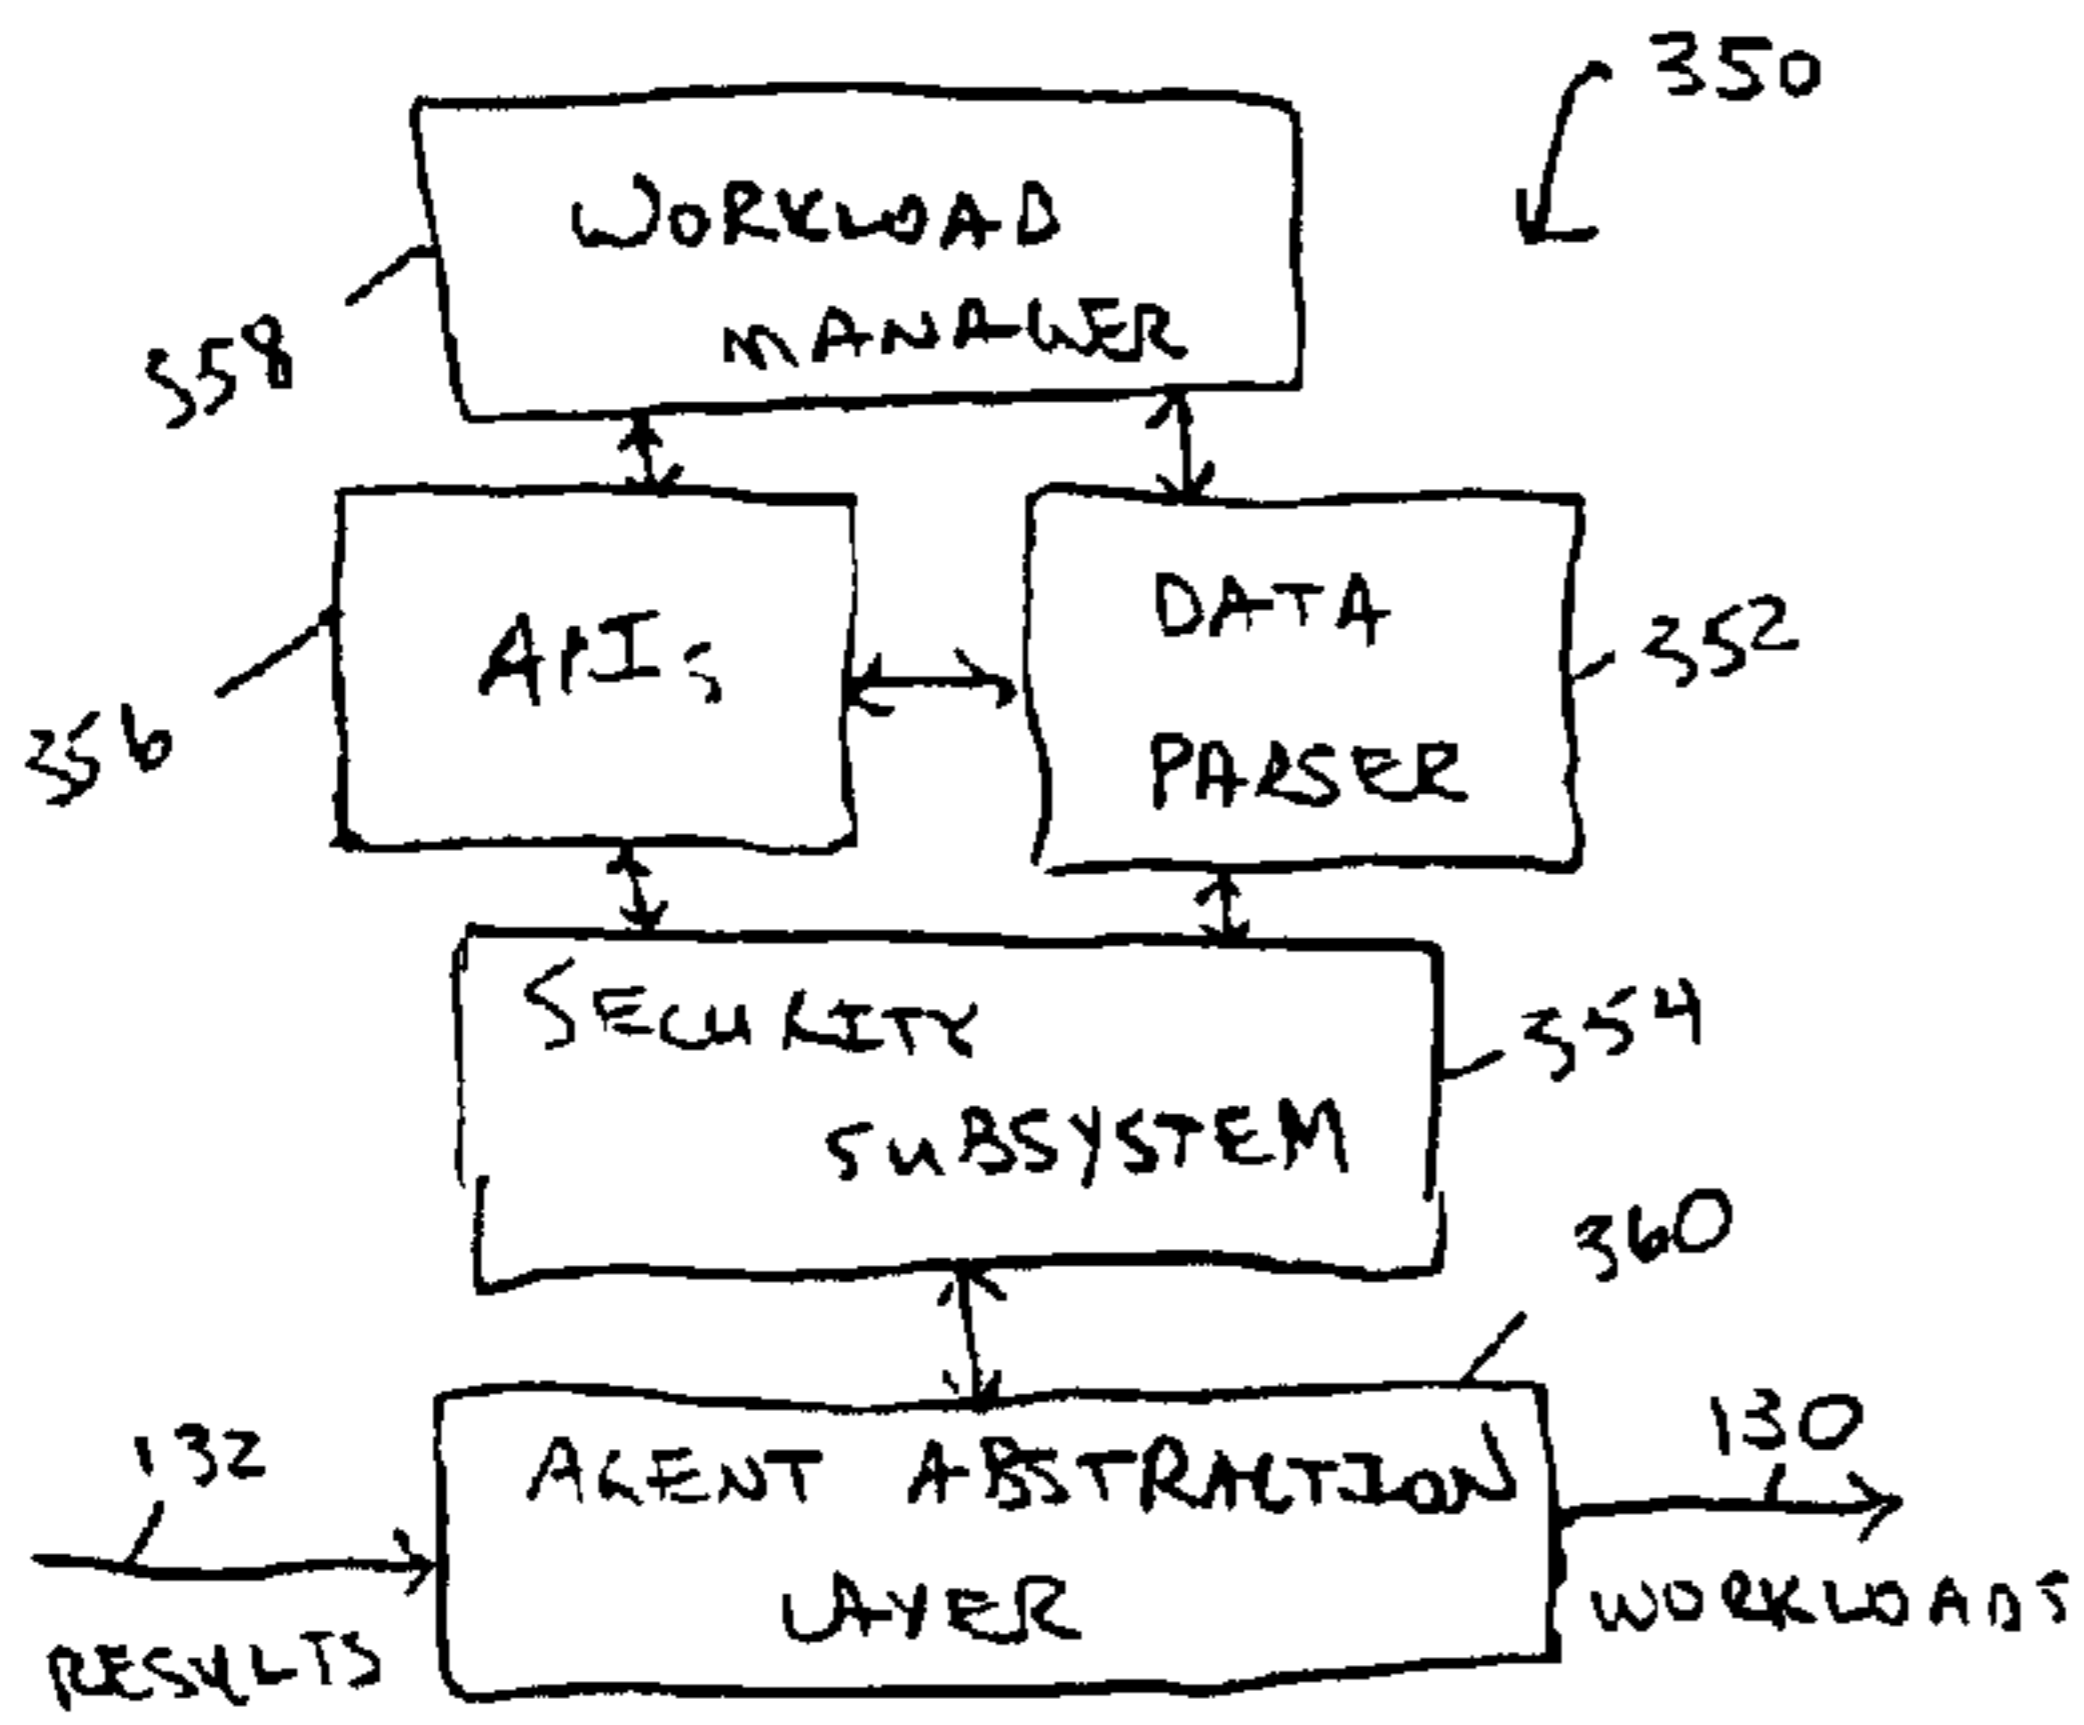 350
WORKLOAD
MANAGER
358
APIs
356
DATA
PARSER
352
SECURITY
SUBSYSTEM
354
360
AGENT ABSTRACTION
LAYER
132
RESULTS
130
WORKLOADS